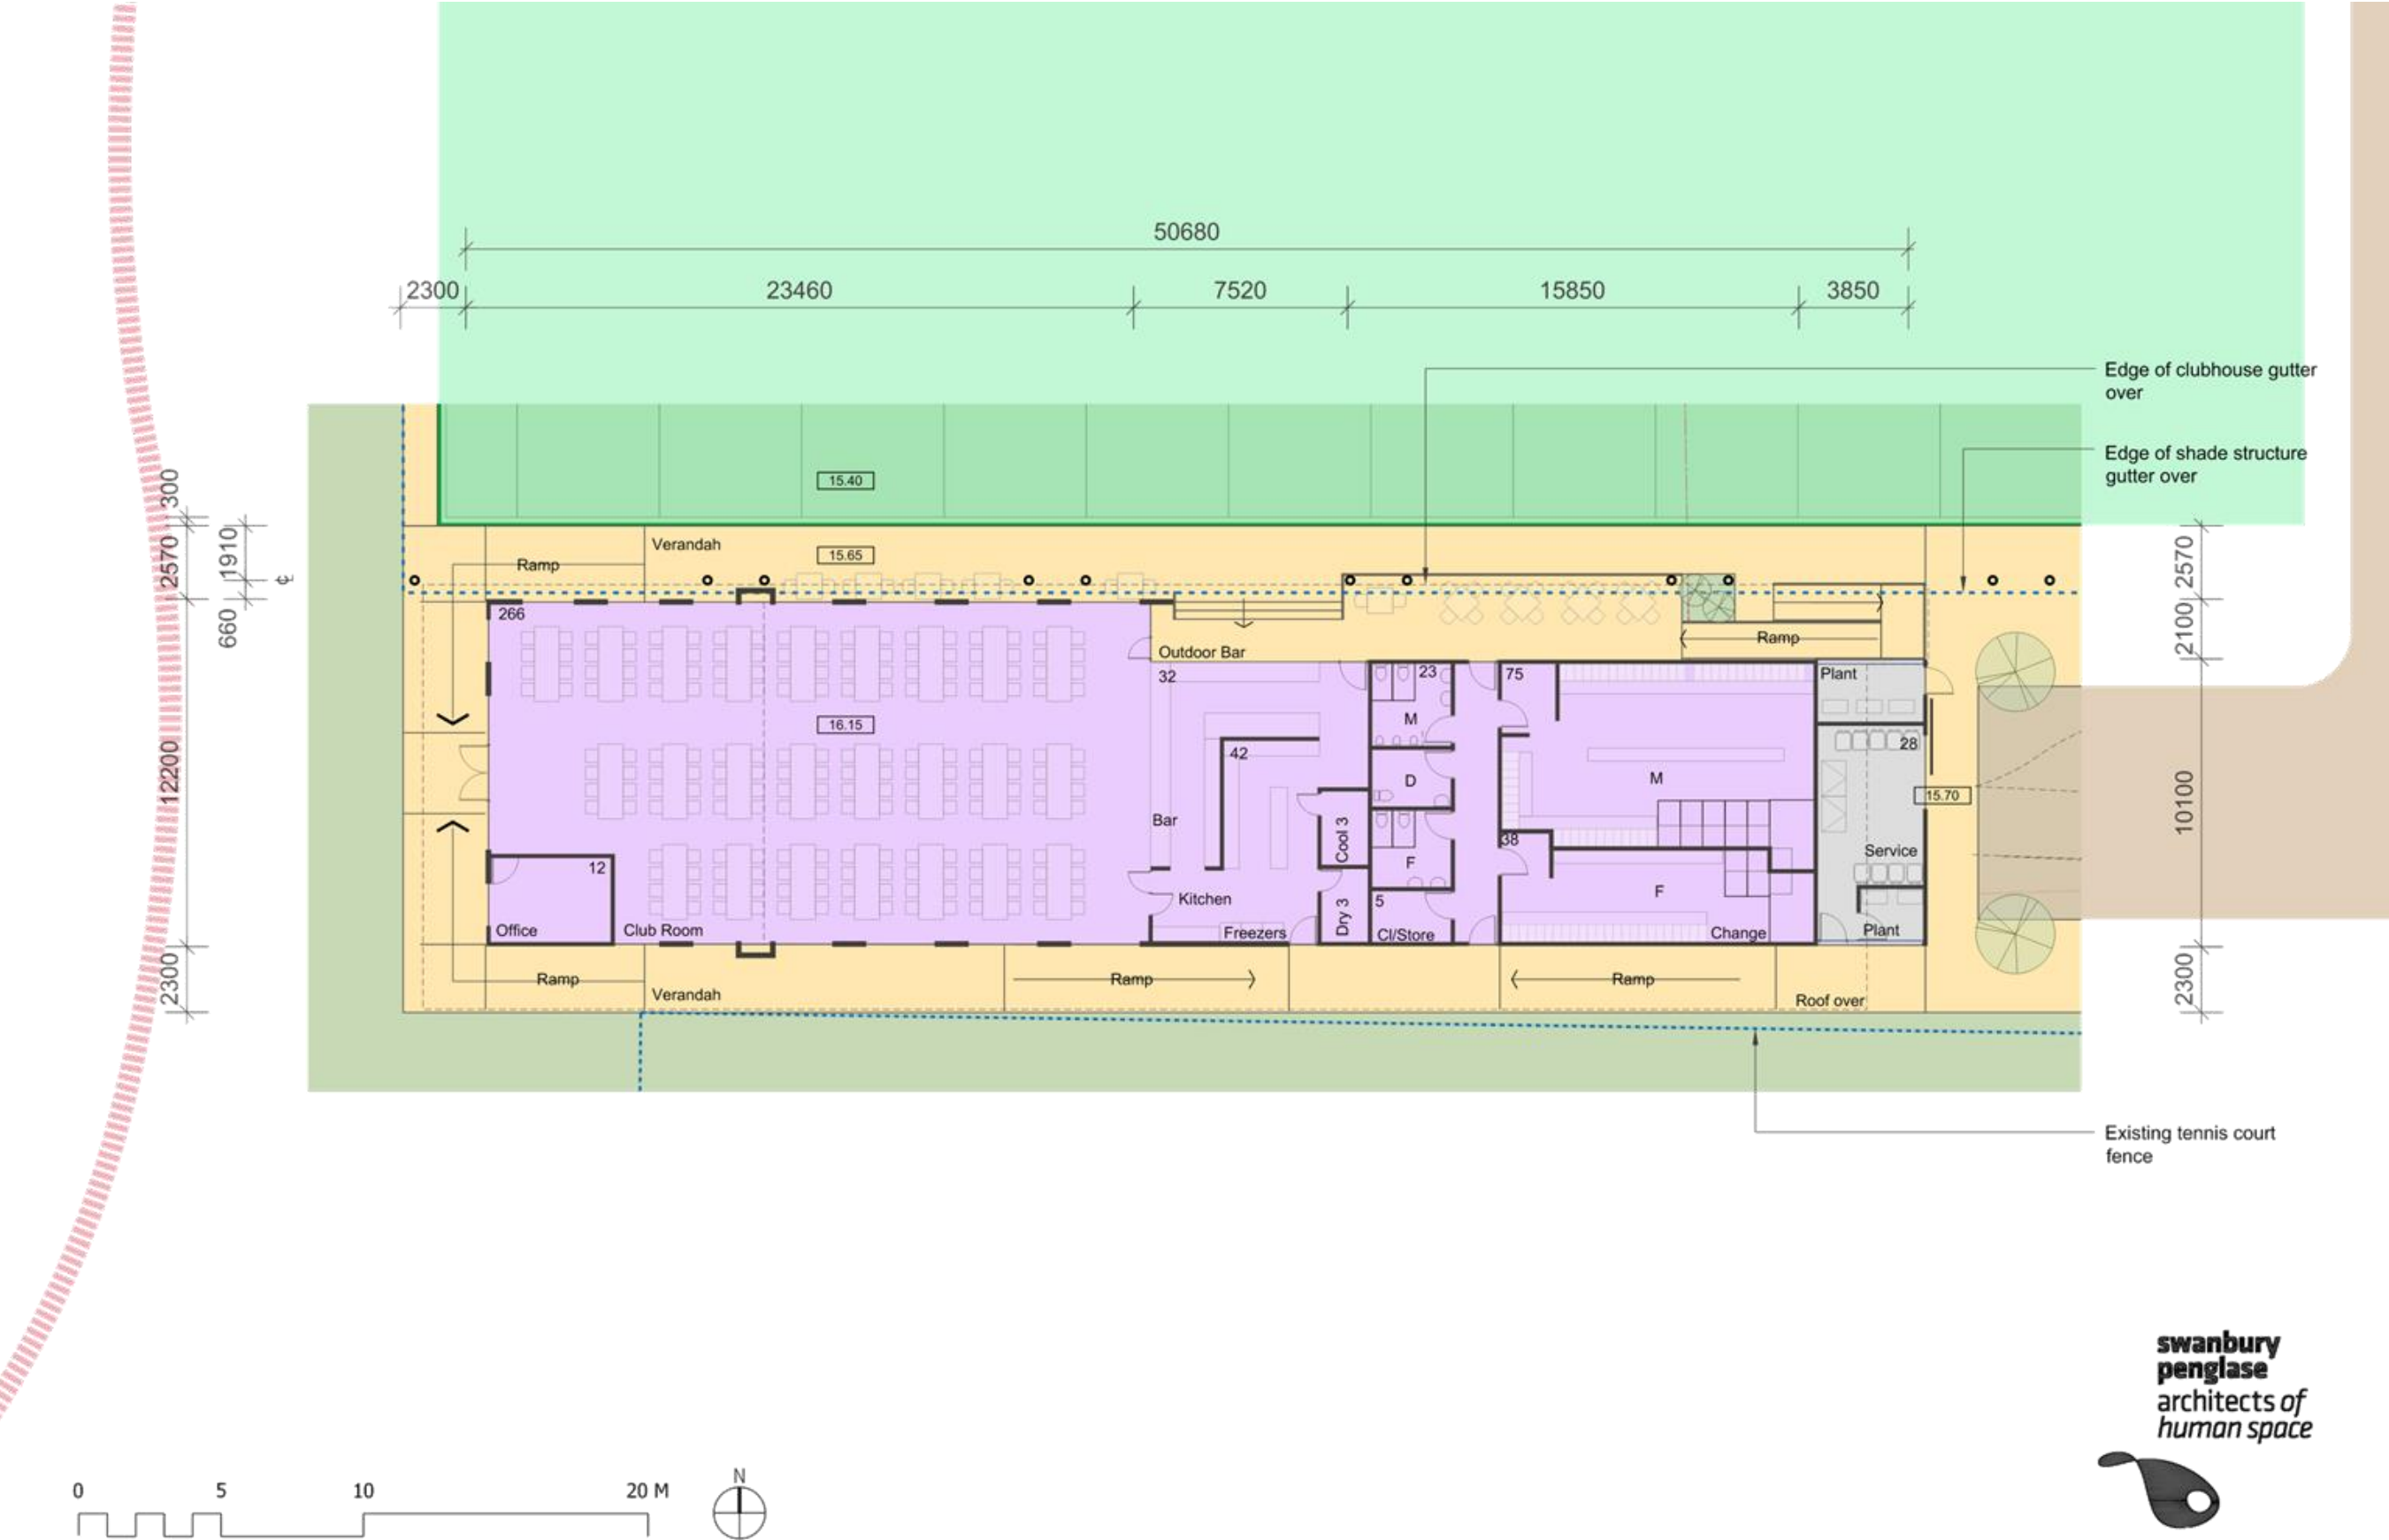 50680
2300
23460
7520
15850
3850
Edge of clubhouse gutter
over
Edge of shade structure
gutter over
300
2570
1910
660
12200
2300
℄
15.40
Verandah
15.65
Ramp
266
Outdoor Bar
32
16.15
42
Bar
Cool 3
12
Office
Club Room
Kitchen
Freezers
Dry 3
23
M
D
F
5
Cl/Store
75
M
38
F
Change
Ramp
Plant
28
15.70
Service
Plant
Ramp
Verandah
Ramp
Ramp
Roof over
2570
2100
10100
2300
Existing tennis court
fence
swanbury
penglase
architects of
human space
0 5 10 20 M
N